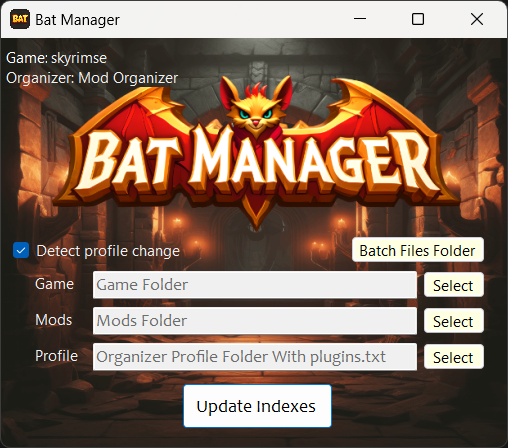 BAT Bat Manager
Game: skyrimse
Organizer: Mod Organizer
BAT MANAGER
Detect profile change Batch Files Folder
Game Game Folder Select
Mods Mods Folder Select
Profile Organizer Profile Folder With plugins.txt Select
Update Indexes